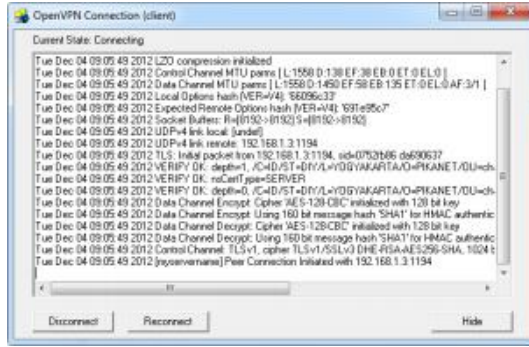 OpenVPN Connection (client)
Current State: Connecting
Tue Dec 04 09:05:49 2012 LZO compression initialized
Tue Dec 04 09:05:49 2012 Control Channel MTU parms [ L:1558 D:138 EF:38 EB:0 ET:0 EL:0 ]
Tue Dec 04 09:05:49 2012 Data Channel MTU parms [ L:1558 D:1450 EF:58 EB:135 ET:0 EL:0 AF:3/1 ]
Tue Dec 04 09:05:49 2012 Local Options hash (VER=V4): '66096c33'
Tue Dec 04 09:05:49 2012 Expected Remote Options hash (VER=V4): '691e95c7'
Tue Dec 04 09:05:49 2012 Socket Buffers: R=[8192->8192] S=[8192->8192]
Tue Dec 04 09:05:49 2012 UDPv4 link local: [undef]
Tue Dec 04 09:05:49 2012 UDPv4 link remote: 192.168.1.3:1194
Tue Dec 04 09:05:49 2012 TLS: Initial packet from 192.168.1.3:1194, sid=0752fb86 da690637
Tue Dec 04 09:05:49 2012 VERIFY OK: depth=1, /C=ID/ST=DIY/L=YOGYAKARTA/O=PIKANET/OU=ch
Tue Dec 04 09:05:49 2012 VERIFY OK: nsCertType=SERVER
Tue Dec 04 09:05:49 2012 VERIFY OK: depth=0, /C=ID/ST=DIY/L=YOGYAKARTA/O=PIKANET/OU=ch
Tue Dec 04 09:05:49 2012 Data Channel Encrypt: Cipher 'AES-128-CBC' initialized with 128 bit key
Tue Dec 04 09:05:49 2012 Data Channel Encrypt: Using 160 bit message hash 'SHA1' for HMAC authentic
Tue Dec 04 09:05:49 2012 Data Channel Decrypt: Cipher 'AES-128-CBC' initialized with 128 bit key
Tue Dec 04 09:05:49 2012 Data Channel Decrypt: Using 160 bit message hash 'SHA1' for HMAC authentic
Tue Dec 04 09:05:49 2012 Control Channel: TLSv1, cipher TLSv1/SSLv3 DHE-RSA-AES256-SHA, 1024 b
Tue Dec 04 09:05:49 2012 [myservername] Peer Connection Initiated with 192.168.1.3:1194
Disconnect Reconnect Hide